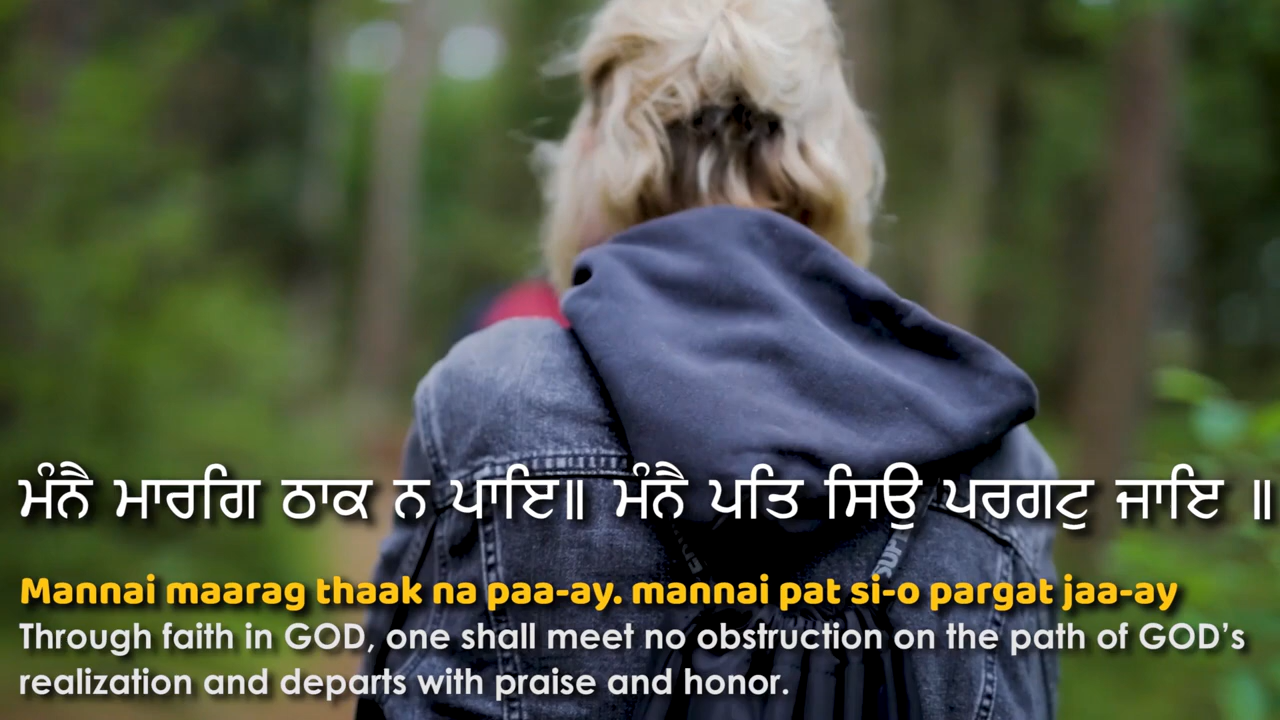 ਮੰਨੈ ਮਾਰਗਿ ਠਾਕ ਨ ਪਾਇ॥ ਮੰਨੈ ਪਤਿ ਸਿਉ ਪਰਗਟੁ ਜਾਇ ॥
Mannai maarag thaak na paa-ay. mannai pat si-o pargat jaa-ay
Through faith in GOD, one shall meet no obstruction on the path of GOD’s
realization and departs with praise and honor.